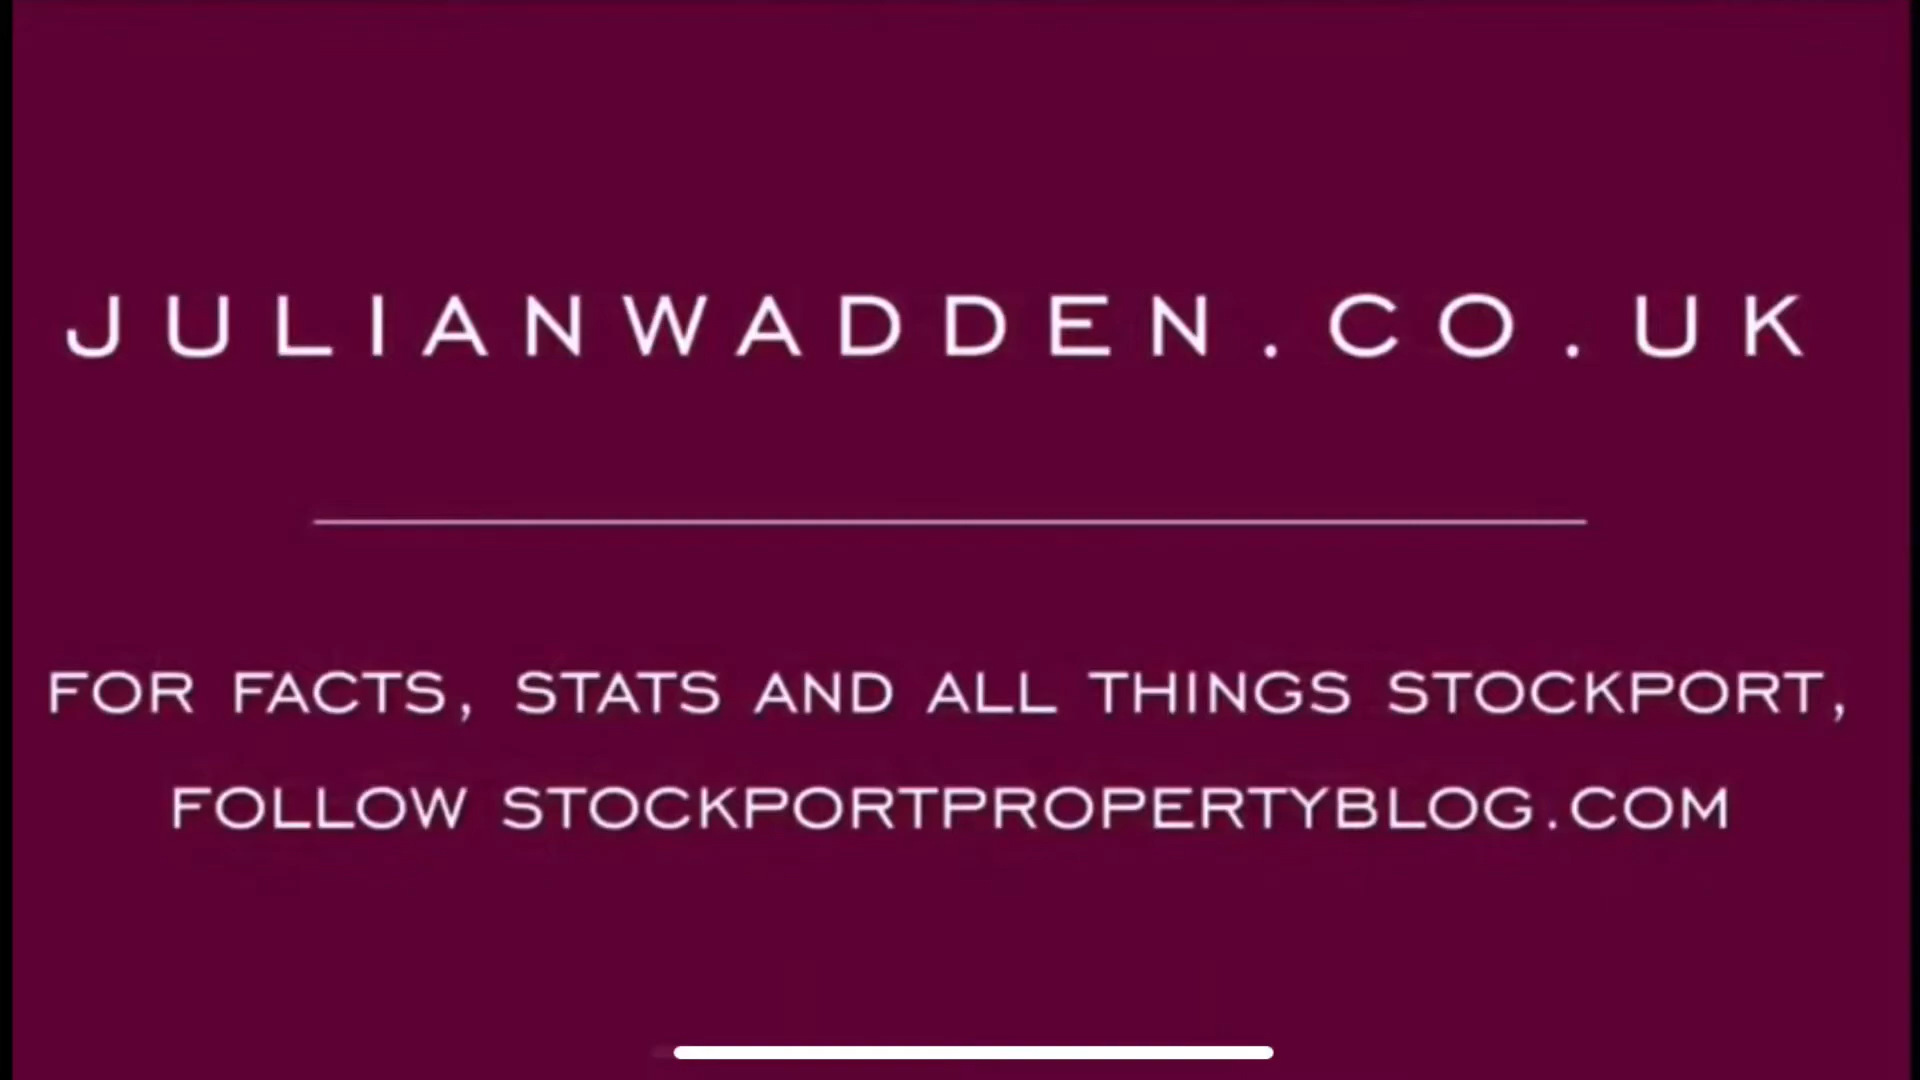 JULIANWADDEN.CO.UK
FOR FACTS, STATS AND ALL THINGS STOCKPORT,
FOLLOW STOCKPORTPROPERTYBLOG.COM